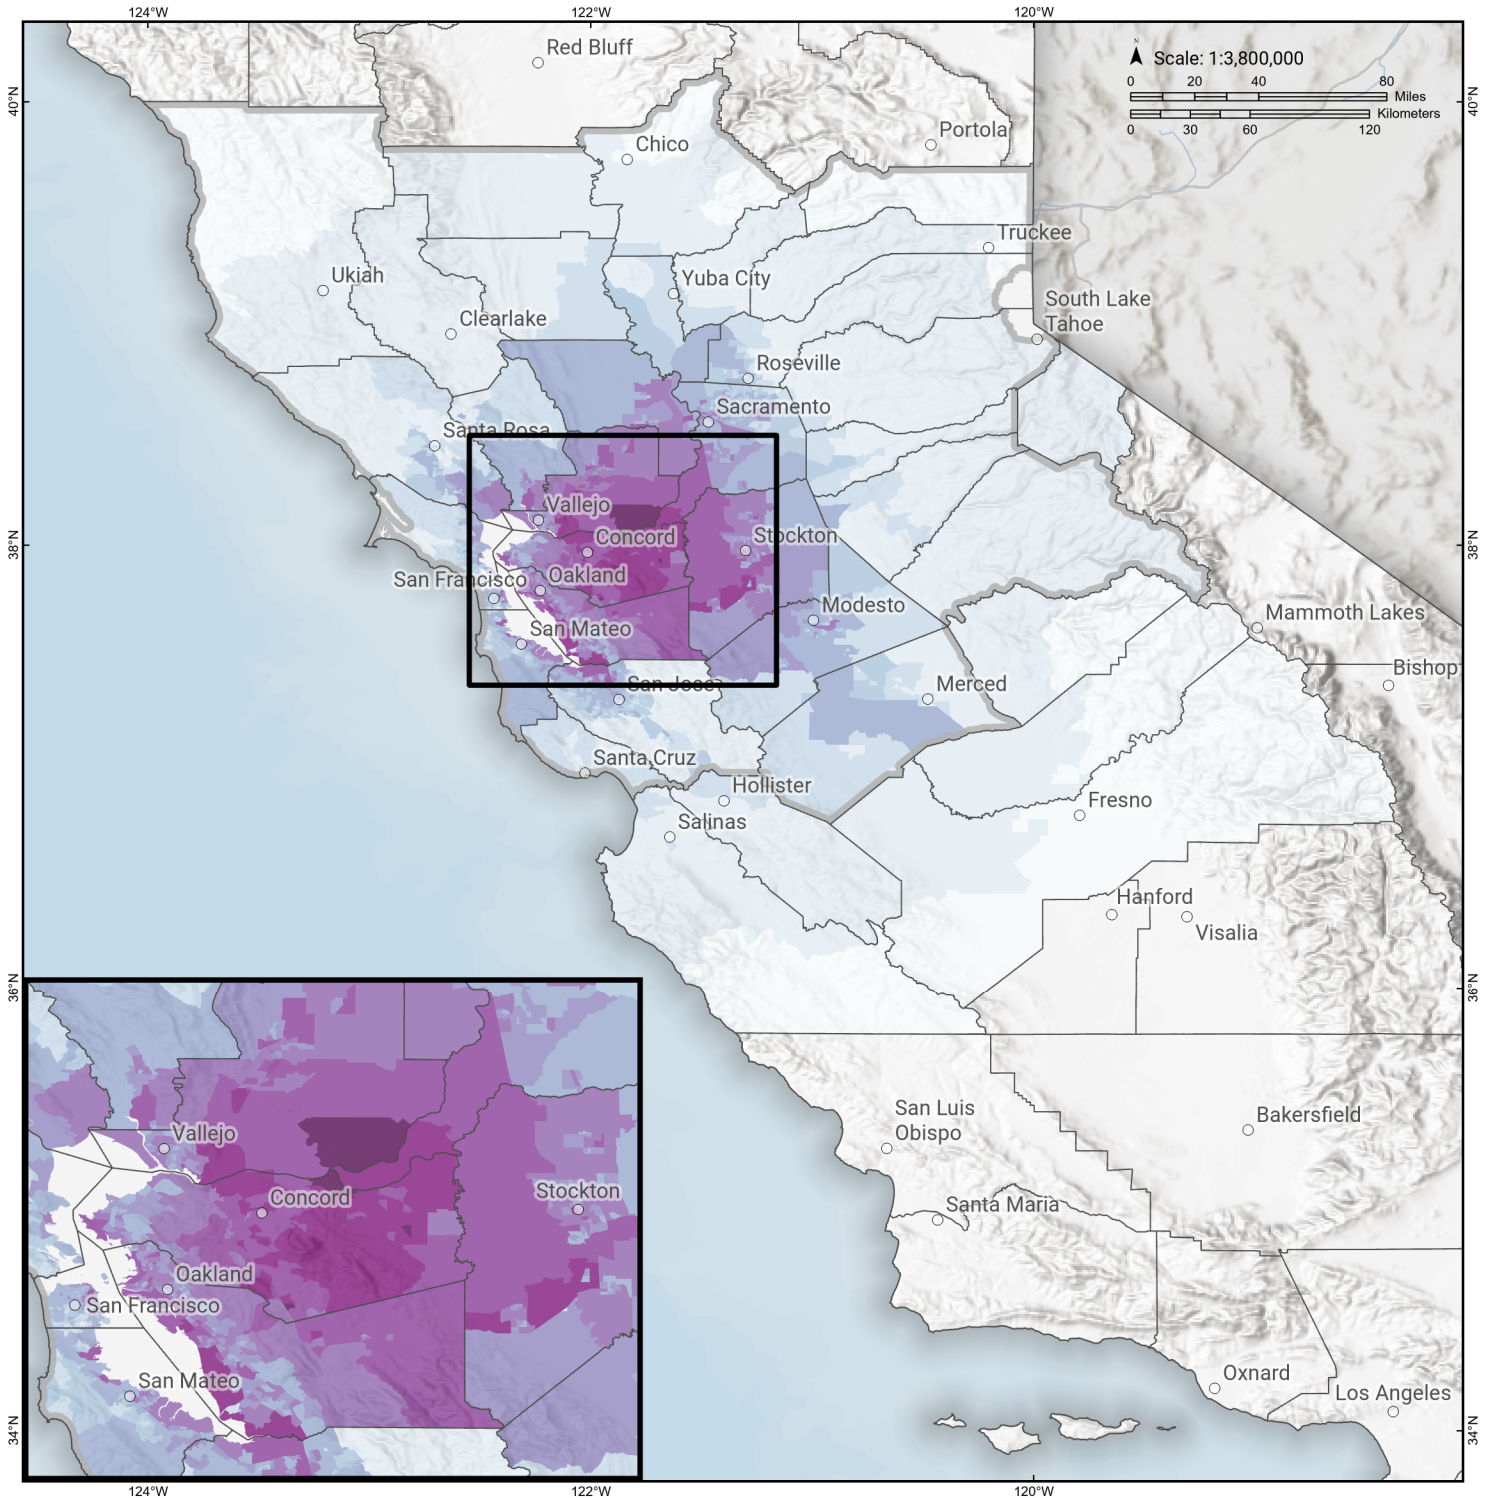 124°W
122°W
120°W
Red Bluff
N
Scale: 1:3,800,000
0 20 40 80
Miles
Kilometers
0 30 60 120
40°N
40°N
Chico
Portola
Truckee
Ukiah
Yuba City
South Lake
Tahoe
Clearlake
Roseville
Sacramento
Santa Rosa
Vallejo
Concord
Stockton
38°N
38°N
San Francisco
Oakland
Modesto
Mammoth Lakes
San Mateo
Bishop
San Jose
Merced
Santa Cruz
Hollister
Fresno
Salinas
Hanford
Visalia
36°N
36°N
San Luis
Obispo
Bakersfield
Vallejo
Concord
Stockton
Santa Maria
Oakland
San Francisco
San Mateo
Oxnard
Los Angeles
34°N
34°N
124°W
122°W
120°W